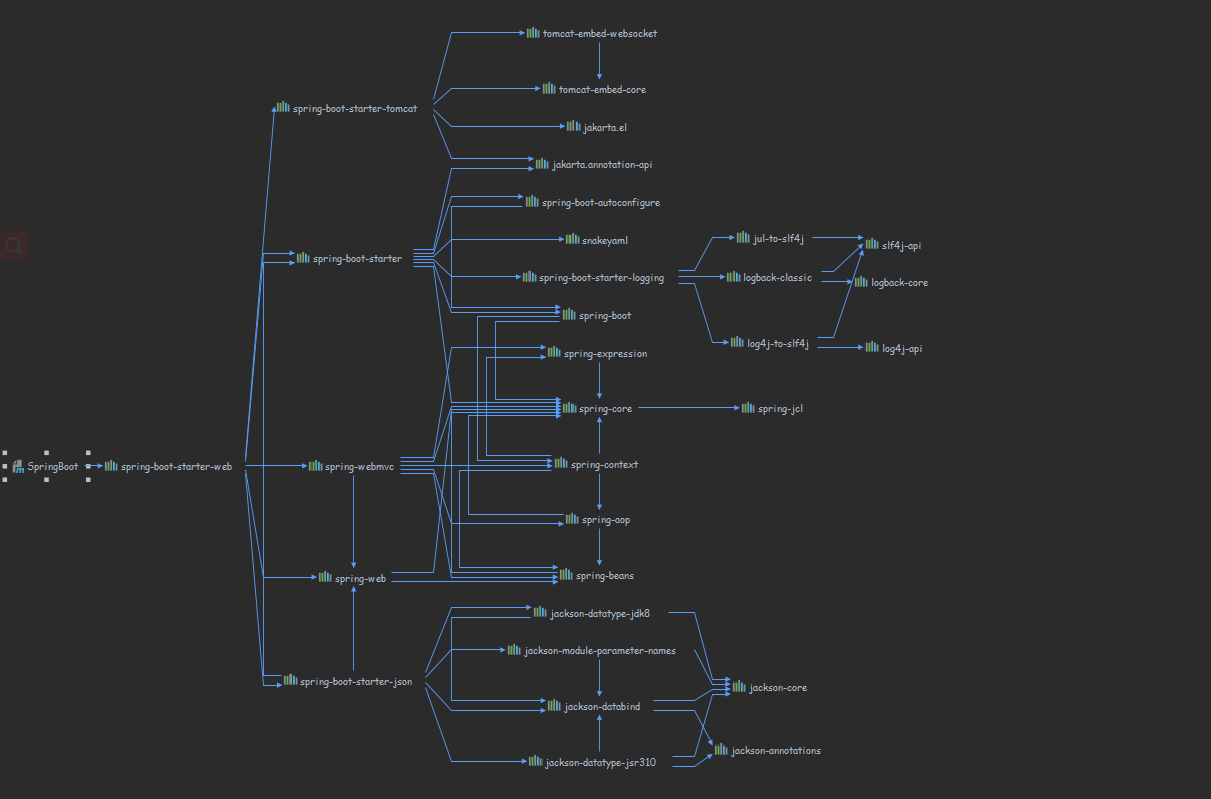 tomcat-embed-websocket
tomcat-embed-core
spring-boot-starter-tomcat
jakarta.el
jakarta.annotation-api
spring-boot-autoconfigure
snakeyaml
jul-to-slf4j
slf4j-api
spring-boot-starter
spring-boot-starter-logging
logback-classic
logback-core
spring-boot
log4j-to-slf4j
log4j-api
spring-expression
spring-core
spring-jcl
SpringBoot
spring-boot-starter-web
spring-webmvc
spring-context
spring-aop
spring-web
spring-beans
jackson-datatype-jdk8
jackson-module-parameter-names
spring-boot-starter-json
jackson-core
jackson-databind
jackson-annotations
jackson-datatype-jsr310